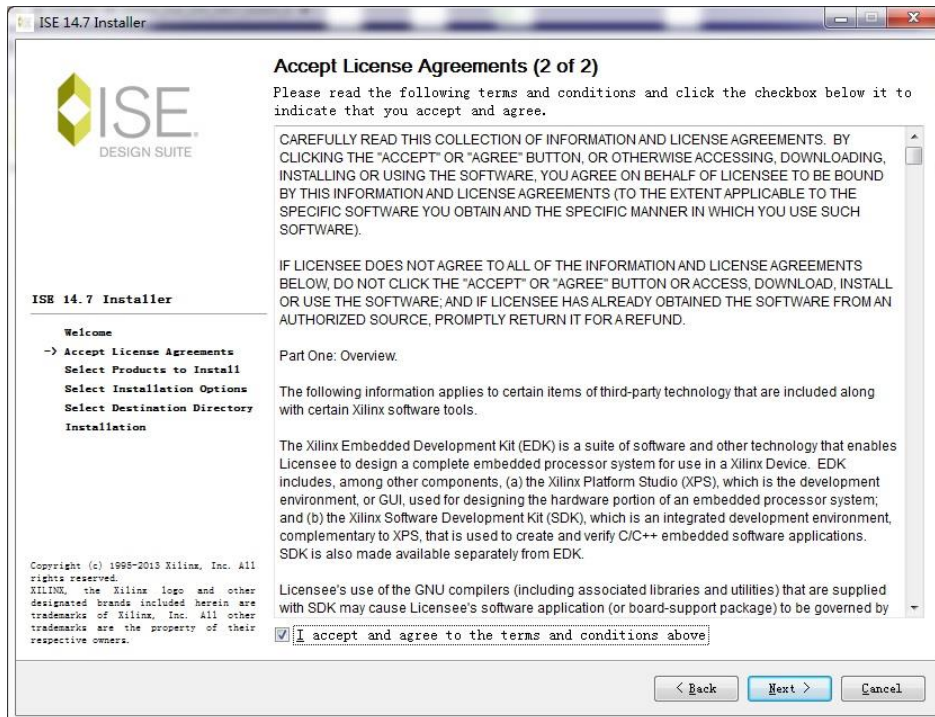 ISE 14.7 Installer
ISE.
DESIGN SUITE
ISE 14.7 Installer
Welcome
-> Accept License Agreements
Select Products to Install
Select Installation Options
Select Destination Directory
Installation
Copyright (c) 1995-2013 Xilinx, Inc. All
rights reserved.
XILINX, the Xilinx logo and other
designated brands included herein are
trademarks of Xilinx, Inc. All other
trademarks are the property of their
respective owners.
Accept License Agreements (2 of 2)
Please read the following terms and conditions and click the checkbox below it to
indicate that you accept and agree.
CAREFULLY READ THIS COLLECTION OF INFORMATION AND LICENSE AGREEMENTS. BY
CLICKING THE "ACCEPT" OR "AGREE" BUTTON, OR OTHERWISE ACCESSING, DOWNLOADING,
INSTALLING OR USING THE SOFTWARE, YOU AGREE ON BEHALF OF LICENSEE TO BE BOUND
BY THIS INFORMATION AND LICENSE AGREEMENTS (TO THE EXTENT APPLICABLE TO THE
SPECIFIC SOFTWARE YOU OBTAIN AND THE SPECIFIC MANNER IN WHICH YOU USE SUCH
SOFTWARE).
IF LICENSEE DOES NOT AGREE TO ALL OF THE INFORMATION AND LICENSE AGREEMENTS
BELOW, DO NOT CLICK THE "ACCEPT" OR "AGREE" BUTTON OR ACCESS, DOWNLOAD, INSTALL
OR USE THE SOFTWARE; AND IF LICENSEE HAS ALREADY OBTAINED THE SOFTWARE FROM AN
AUTHORIZED SOURCE, PROMPTLY RETURN IT FOR A REFUND.
Part One: Overview.
The following information applies to certain items of third-party technology that are included along
with certain Xilinx software tools.
The Xilinx Embedded Development Kit (EDK) is a suite of software and other technology that enables
Licensee to design a complete embedded processor system for use in a Xilinx Device. EDK
includes, among other components, (a) the Xilinx Platform Studio (XPS), which is the development
environment, or GUI, used for designing the hardware portion of an embedded processor system;
and (b) the Xilinx Software Development Kit (SDK), which is an integrated development environment,
complementary to XPS, that is used to create and verify C/C++ embedded software applications.
SDK is also made available separately from EDK.
Licensee's use of the GNU compilers (including associated libraries and utilities) that are supplied
with SDK may cause Licensee's software application (or board-support package) to be governed by
I accept and agree to the terms and conditions above
< Back
Next >
Cancel